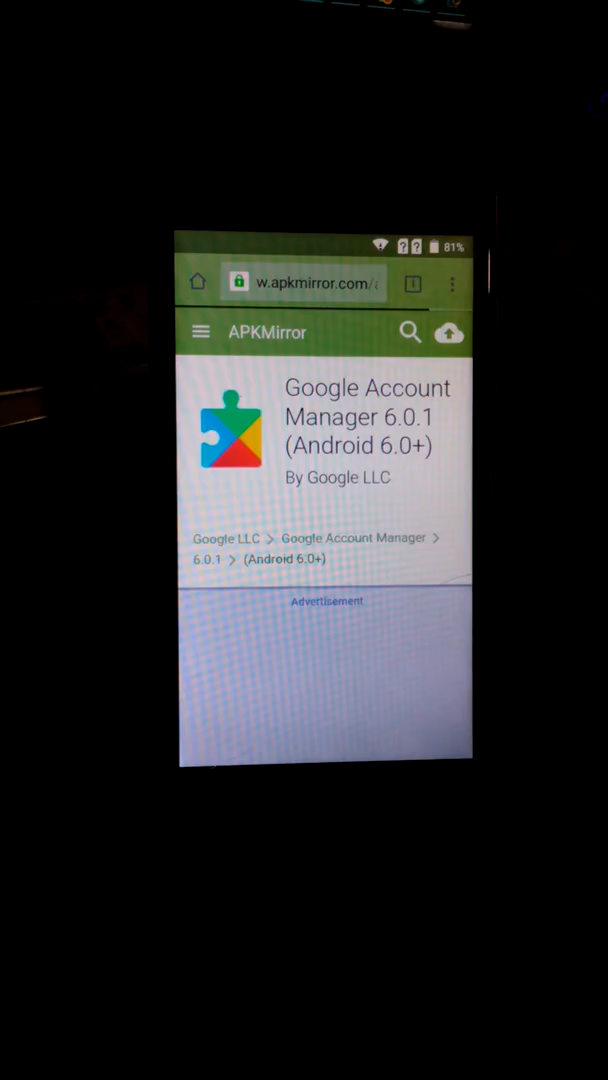 81%
w.apkmirror.com/
APKMirror
Google Account
Manager 6.0.1
(Android 6.0+)
By Google LLC
Google LLC > Google Account Manager >
6.0.1 > (Android 6.0+)
Advertisement